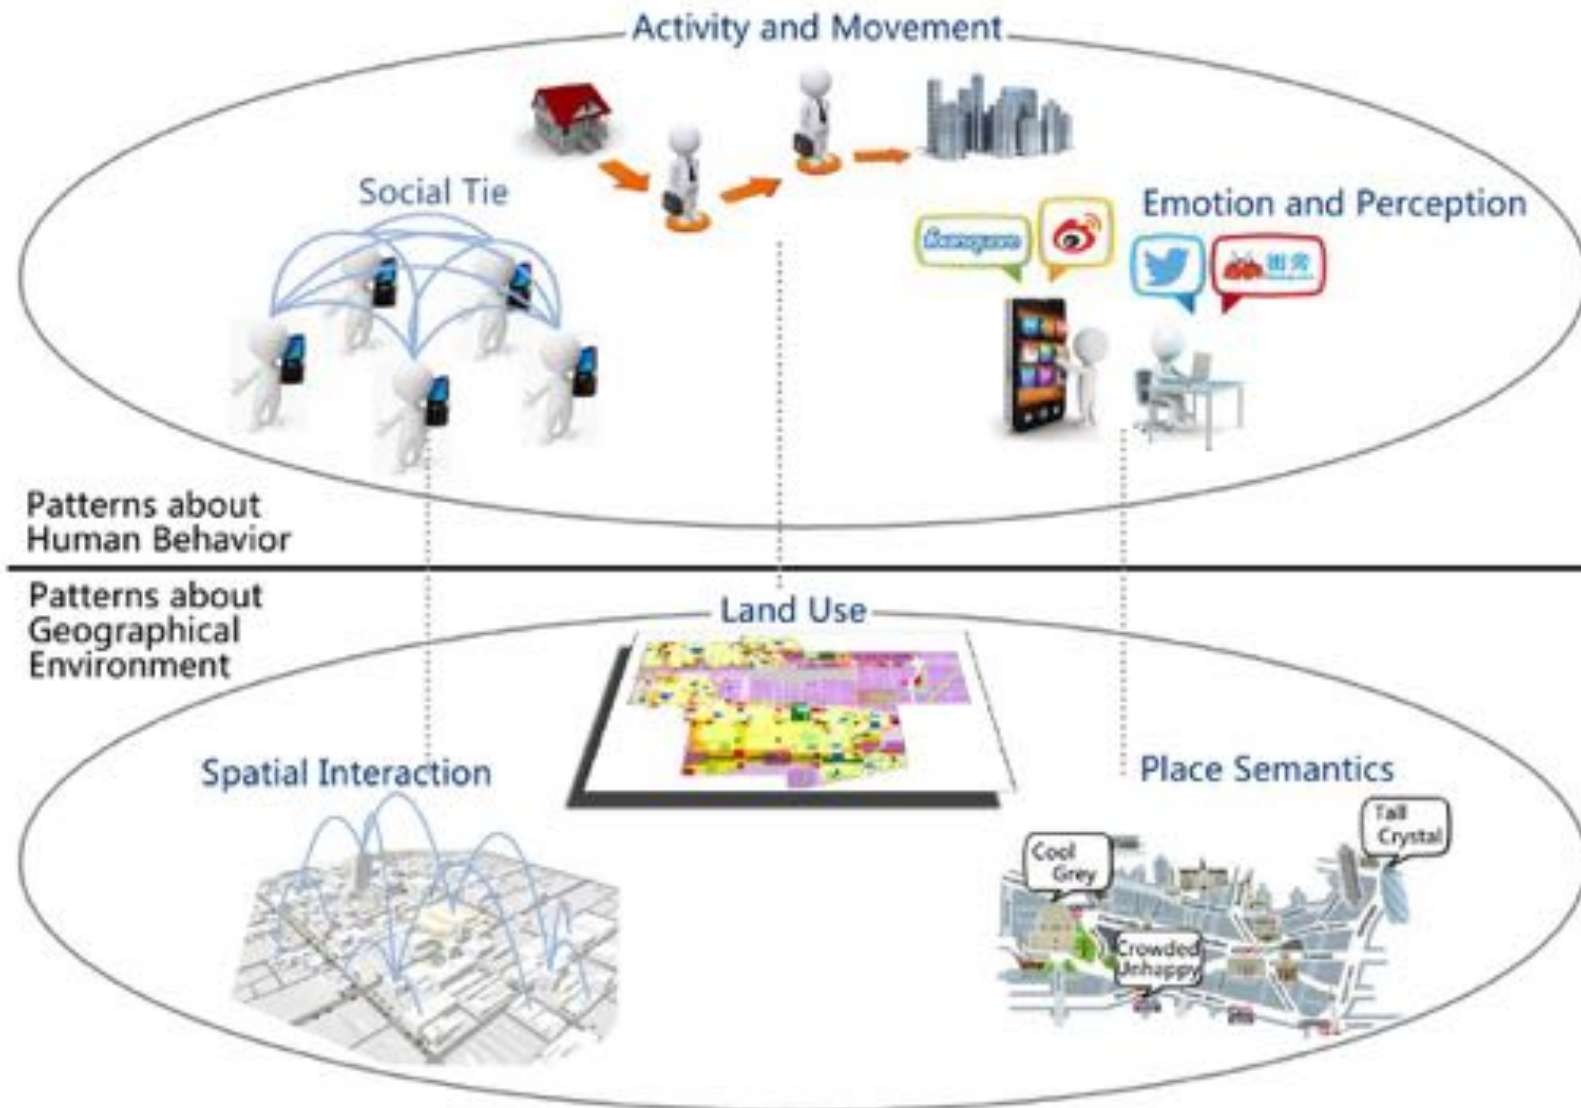 Activity and Movement
Social Tie
Emotion and Perception
foursquare
Patterns about
Human Behavior
Patterns about
Geographical
Environment
Land Use
Spatial Interaction
Place Semantics
Tall
Crystal
Cool
Grey
Crowded
Unhappy